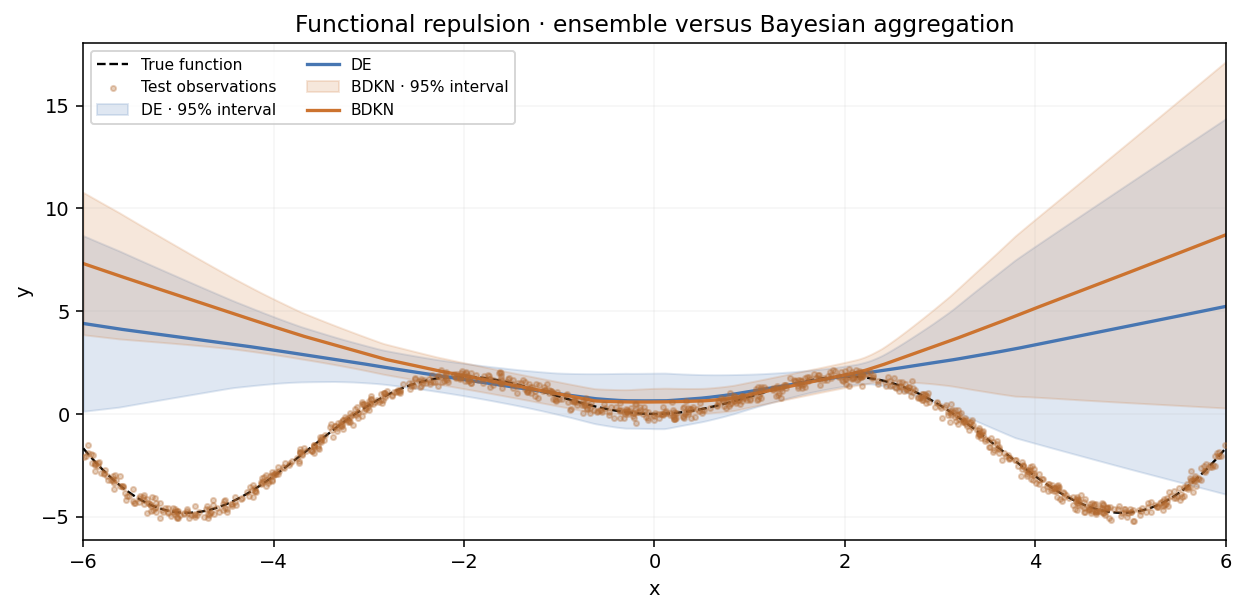 Functional repulsion · ensemble versus Bayesian aggregation
True function
Test observations
DE · 95% interval
DE
BDKN · 95% interval
BDKN
y
15
10
5
0
−5
−6
−4
−2
0
2
4
6
x